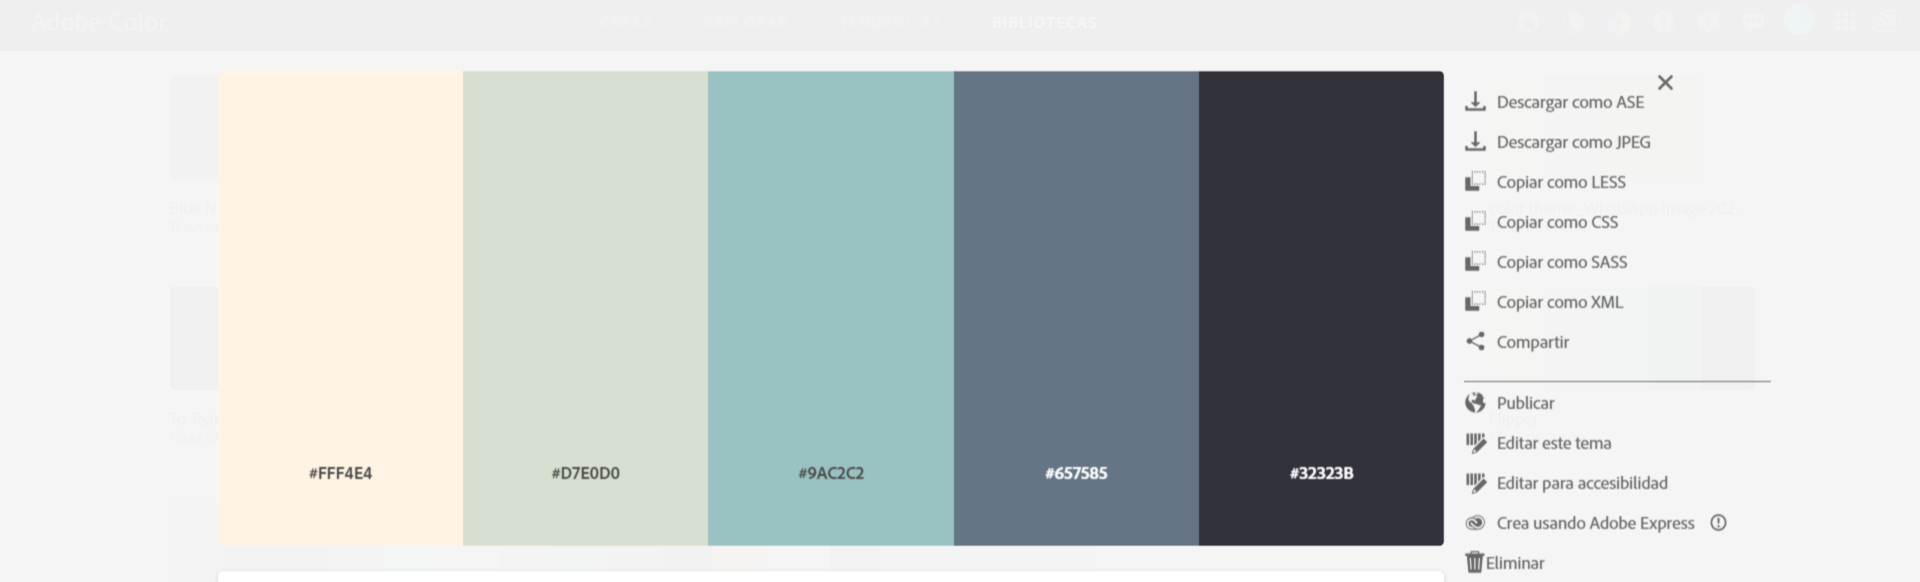 Adobe Color
CREAR
EXPLORAR
TENDENCIAS
BIBLIOTECAS
#FFF4E4
#D7E0D0
#9AC2C2
#657585
#32323B
Descargar como ASE
Descargar como JPEG
Copiar como LESS
Copiar como CSS
Copiar como SASS
Copiar como XML
Compartir
Publicar
Editar este tema
Editar para accesibilidad
Crea usando Adobe Express
Eliminar